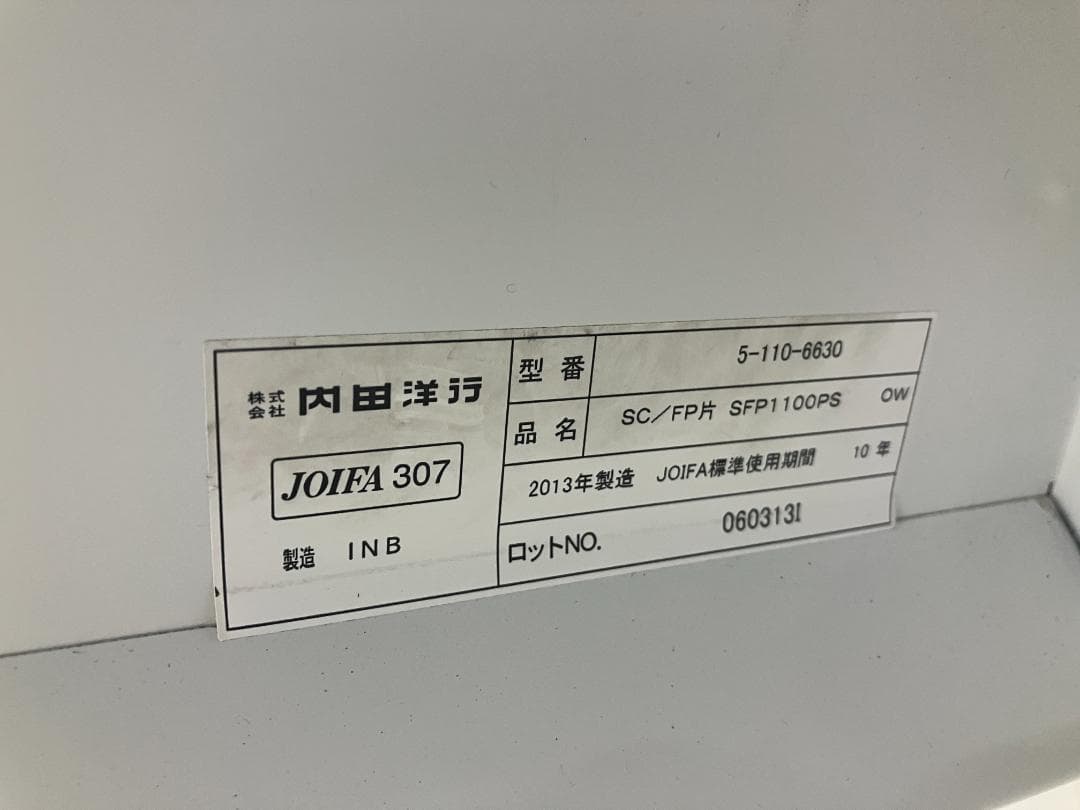 株式会社 内田洋行
JOIFA 307
製造 INB
型番 5-110-6630
品名 SC/FP片 SFP1100PS OW
2013年製造 JOIFA標準使用期間 10年
ロットNO. 060313I